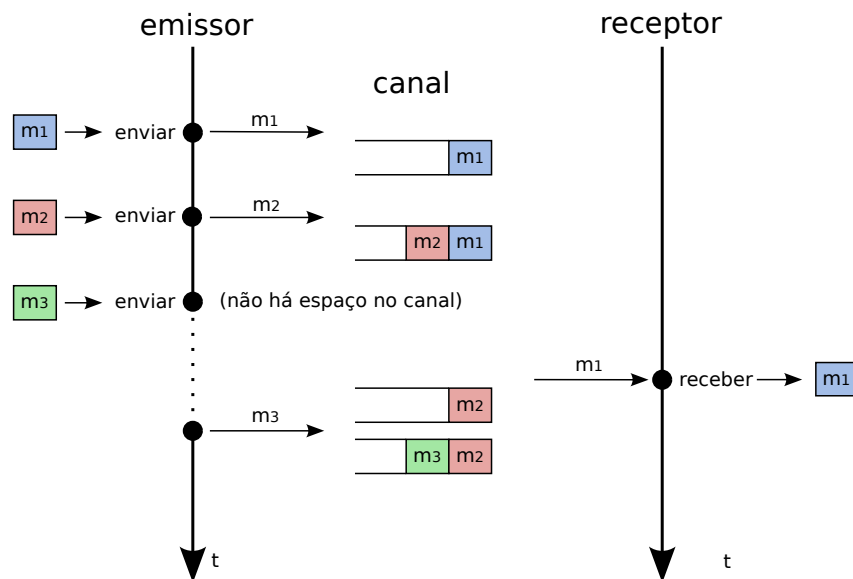 emissor
receptor
canal
m1
enviar
m1
m1
m2
enviar
m2
m2 m1
m3
enviar
(não há espaço no canal)
m1
receber
m1
m2
m3
m3 m2
t
t